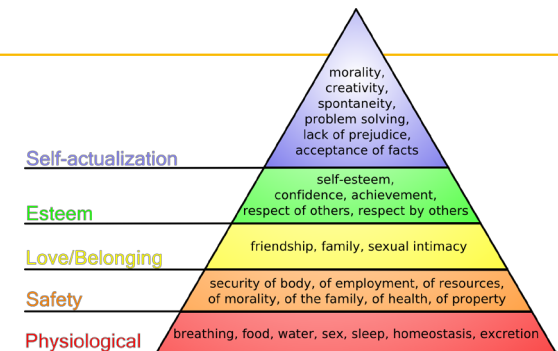 morality,
creativity,
spontaneity,
problem solving,
lack of prejudice,
acceptance of facts
Self-actualization
self-esteem,
confidence, achievement,
respect of others, respect by others
Esteem
friendship, family, sexual intimacy
Love/Belonging
security of body, of employment, of resources,
of morality, of the family, of health, of property
Safety
breathing, food, water, sex, sleep, homeostasis, excretion
Physiological